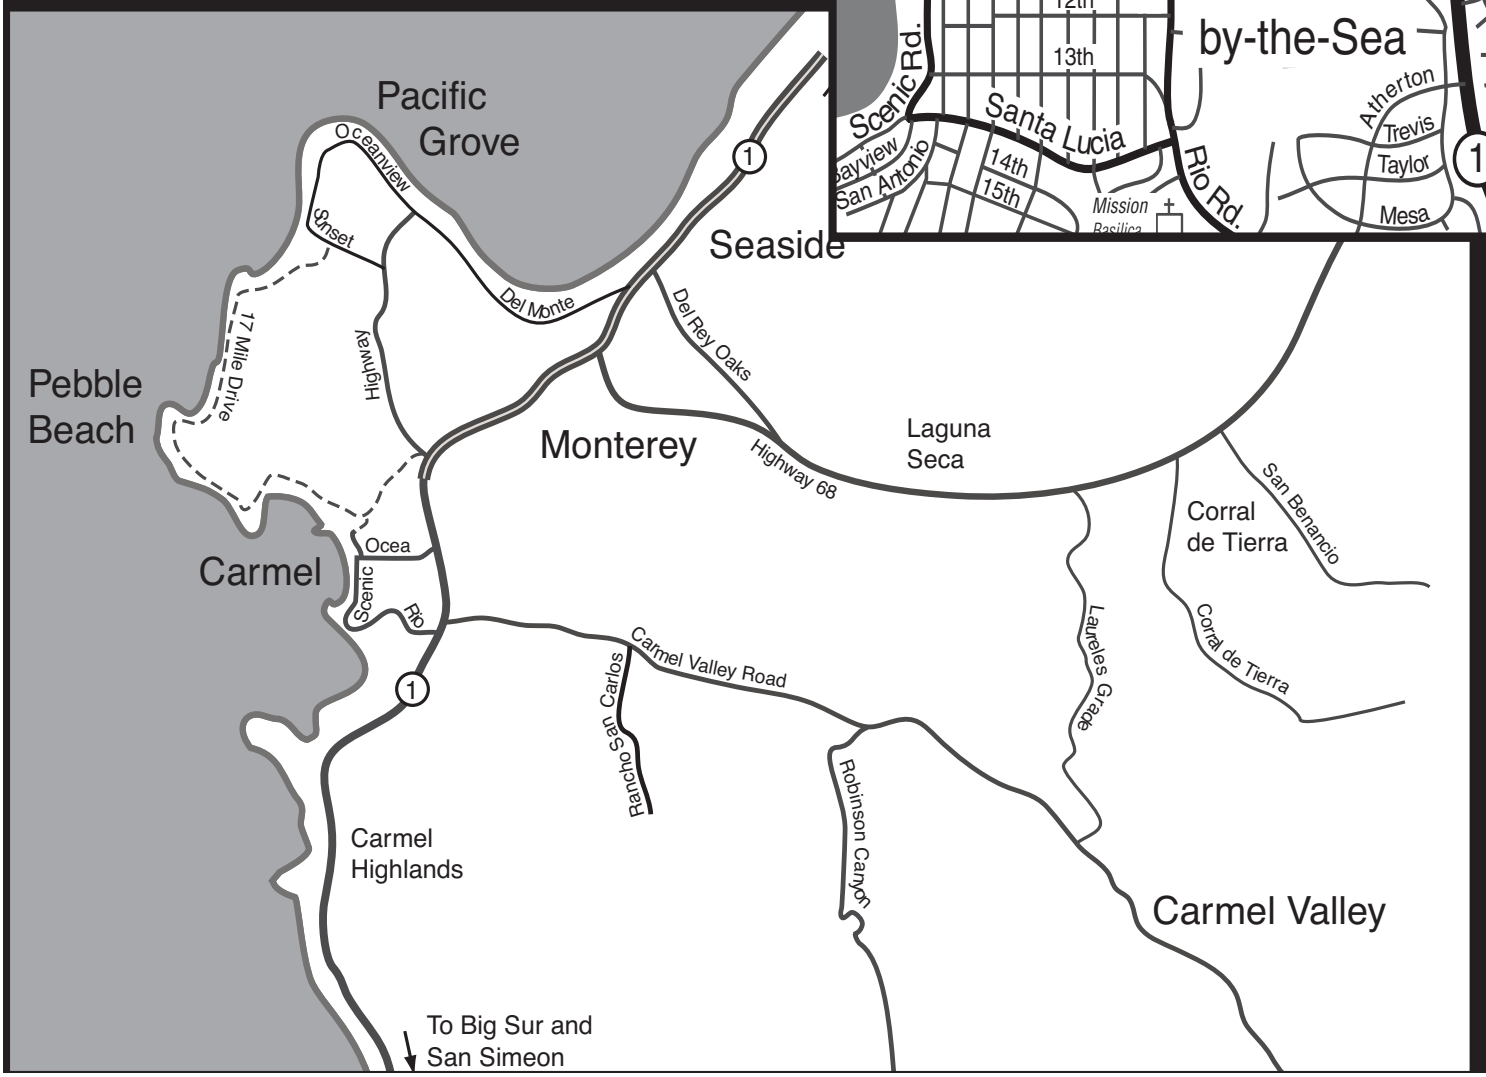 12th
by-the-Sea
Scenic Rd.
13th
Santa Lucia
Atherton
Trevis
Taylor
Mesa
1
Bayview
San Antonio
14th
15th
Rio Rd.
Mission
Basilica
Pacific
Grove
Oceanview
1
Sunset
Seaside
Del Monte
Del Rey Oaks
17 Mile Drive
Highway
Pebble
Beach
Monterey
Highway 68
Laguna
Seca
San Benancio
Corral
de Tierra
Ocea
Carmel
Scenic
Rio
Laureles Grade
Corral de Tierra
Carmel Valley Road
Rancho San Carlos
1
Robinson Canyon
Carmel
Highlands
Carmel Valley
To Big Sur and
San Simeon